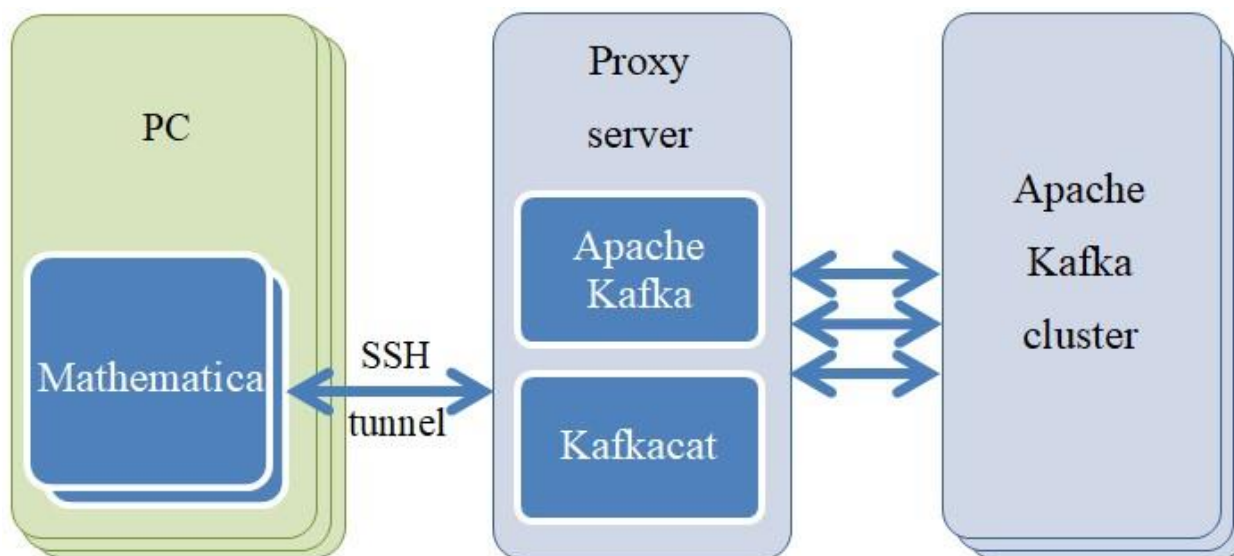 PC
Mathematica
SSH
tunnel
Proxy
server
Apache
Kafka
Kafkacat
Apache
Kafka
cluster